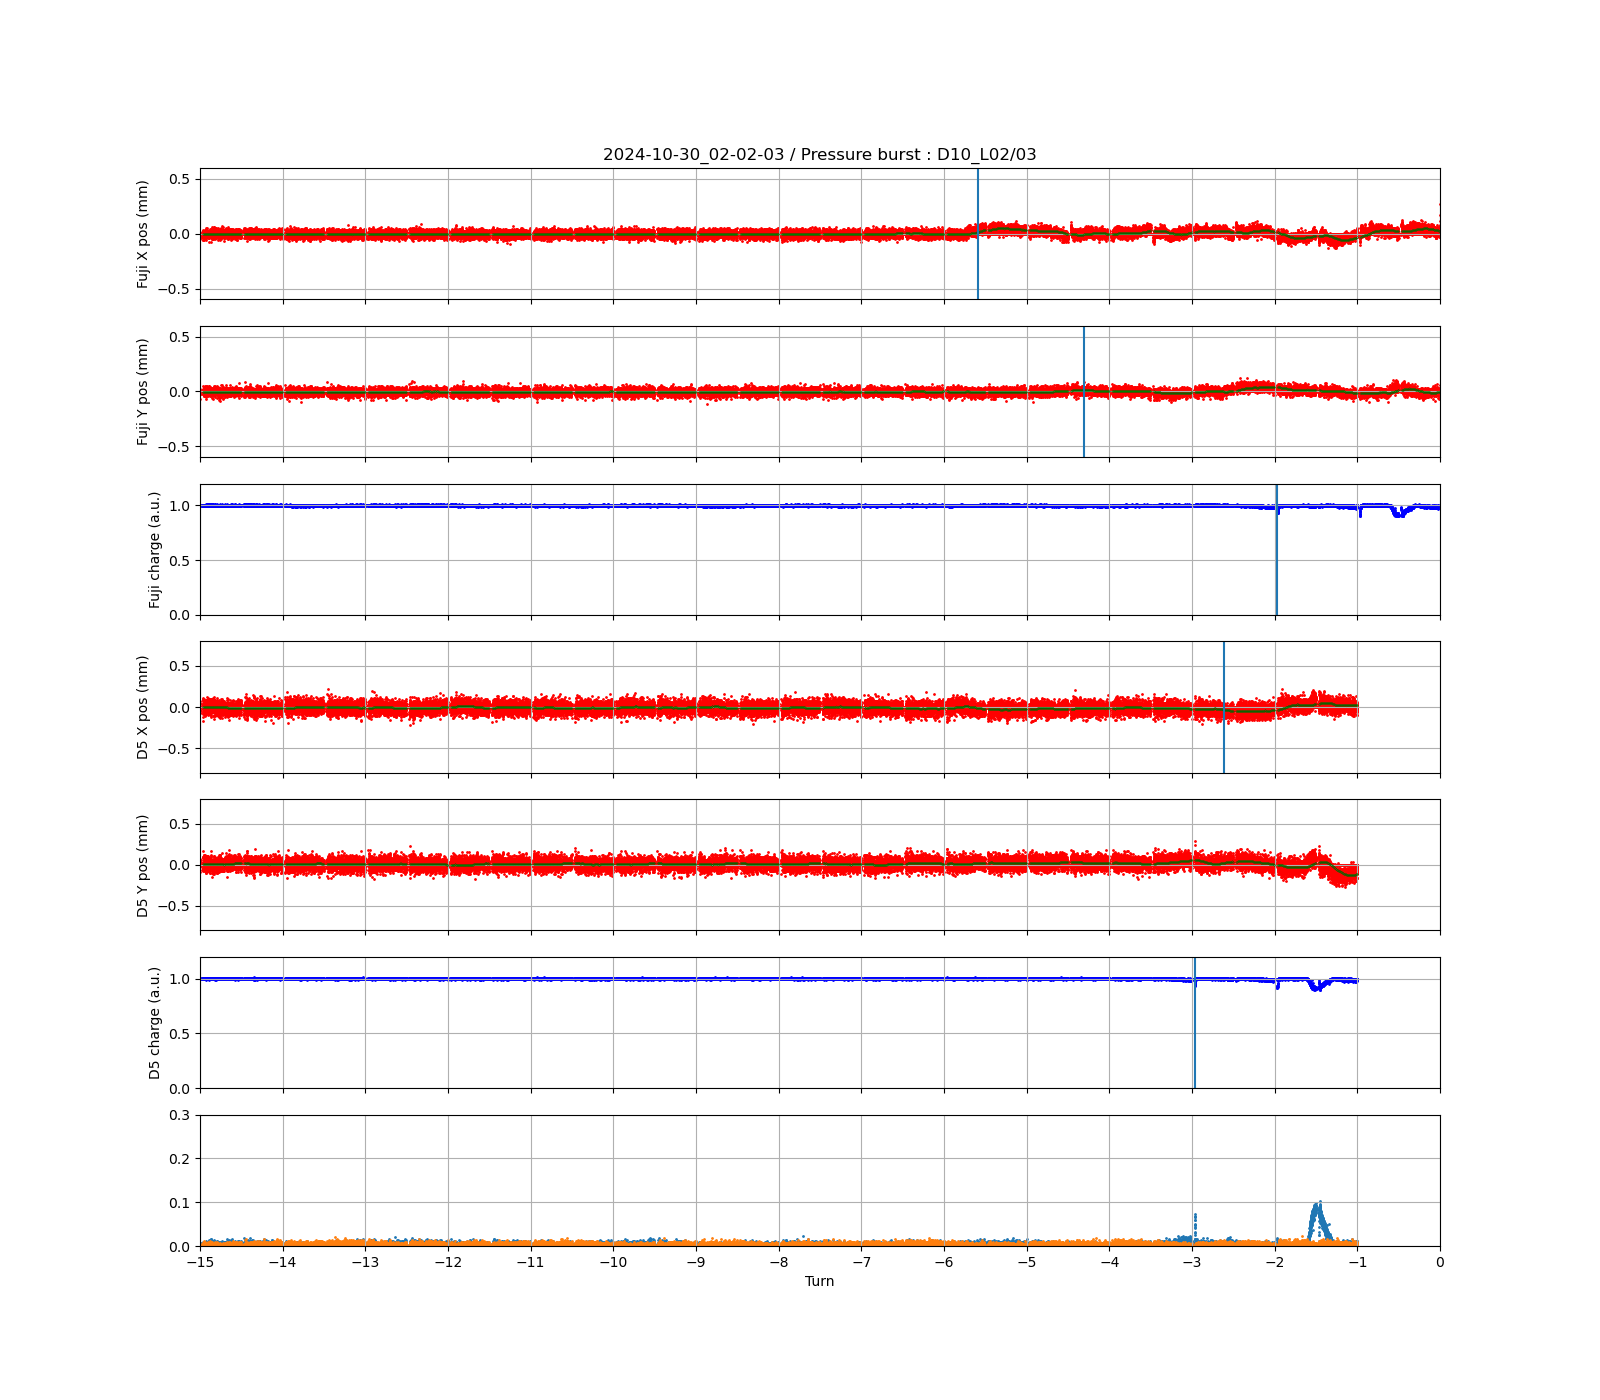 2024-10-30_02-02-03 / Pressure burst : D10_L02/03
Fuji X pos (mm)
0.5
0.0
−0.5
Fuji Y pos (mm)
0.5
0.0
−0.5
Fuji charge (a.u.)
1.0
0.5
0.0
D5 X pos (mm)
0.5
0.0
−0.5
D5 Y pos (mm)
0.5
0.0
−0.5
D5 charge (a.u.)
1.0
0.5
0.0
0.3
0.2
0.1
0.0
−15 −14 −13 −12 −11 −10 −9 −8 −7 −6 −5 −4 −3 −2 −1 0
Turn